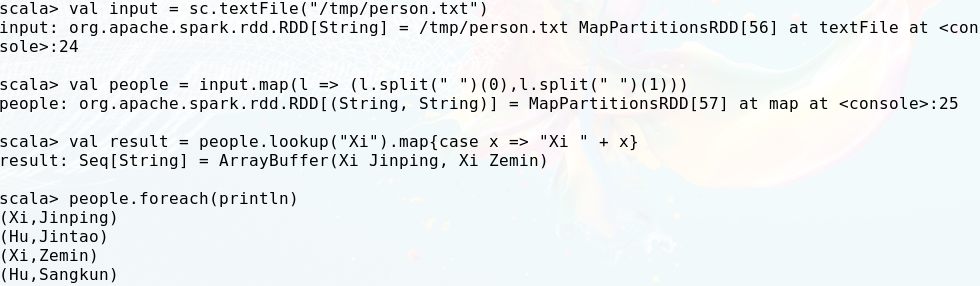 scala> val input = sc.textFile("/tmp/person.txt")
input: org.apache.spark.rdd.RDD[String] = /tmp/person.txt MapPartitionsRDD[56] at textFile at <con
sole>:24
scala> val people = input.map(l => (l.split(" ")(0),l.split(" ")(1)))
people: org.apache.spark.rdd.RDD[(String, String)] = MapPartitionsRDD[57] at map at <console>:25
scala> val result = people.lookup("Xi").map{case x => "Xi " + x}
result: Seq[String] = ArrayBuffer(Xi Jinping, Xi Zemin)
scala> people.foreach(println)
(Xi,Jinping)
(Hu,Jintao)
(Xi,Zemin)
(Hu,Sangkun)